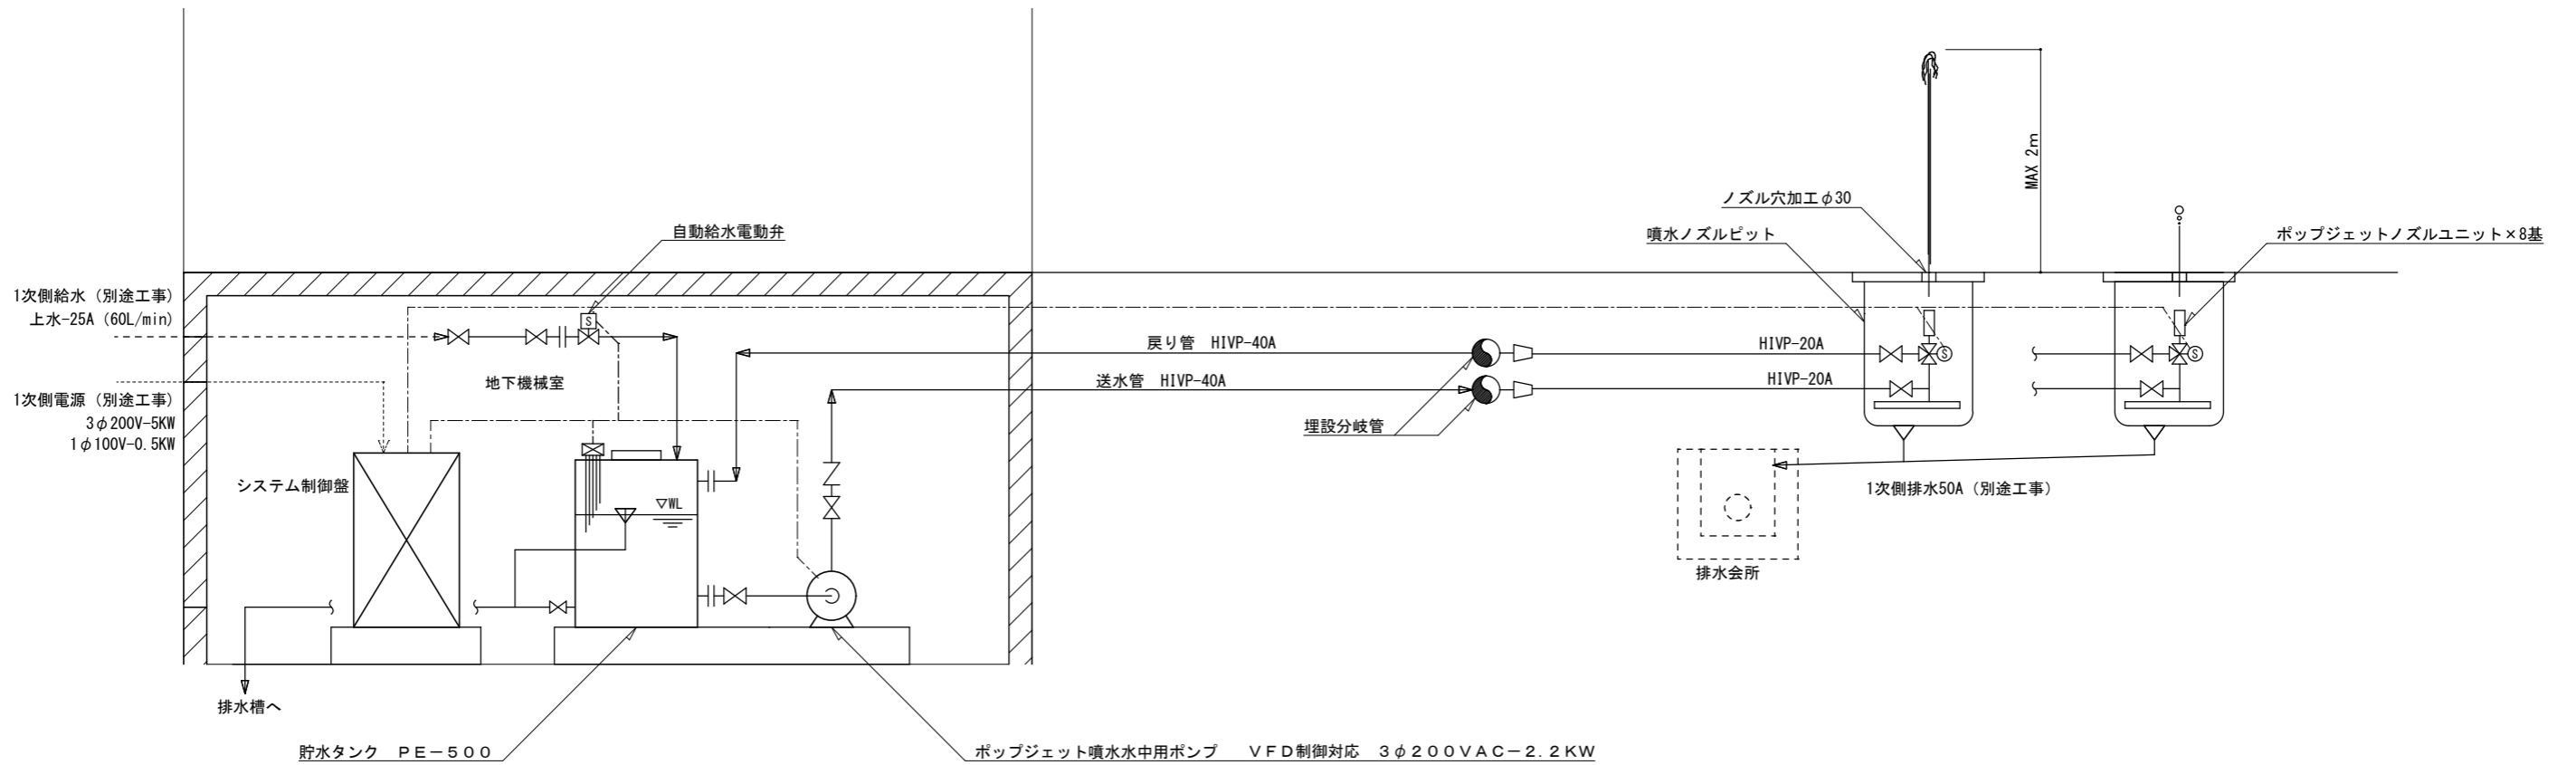 MAX 2m
ノズル穴加工φ30
自動給水電動弁
噴水ノズルピット
ポップジェットノズルユニット×8基
1次側給水（別途工事）
上水-25A（60L/min）
S
戻り管 HIVP-40A
HIVP-20A
S
S
地下機械室
送水管 HIVP-40A
HIVP-20A
1次側電源（別途工事）
3φ200V-5KW
1φ100V-0.5KW
埋設分岐管
システム制御盤
▽WL
1次側排水50A（別途工事）
排水会所
排水槽へ
貯水タンク ＰＥ－５００
ポップジェット噴水水中用ポンプ ＶＦＤ制御対応 ３φ２００ＶＡＣ－２.２ＫＷ